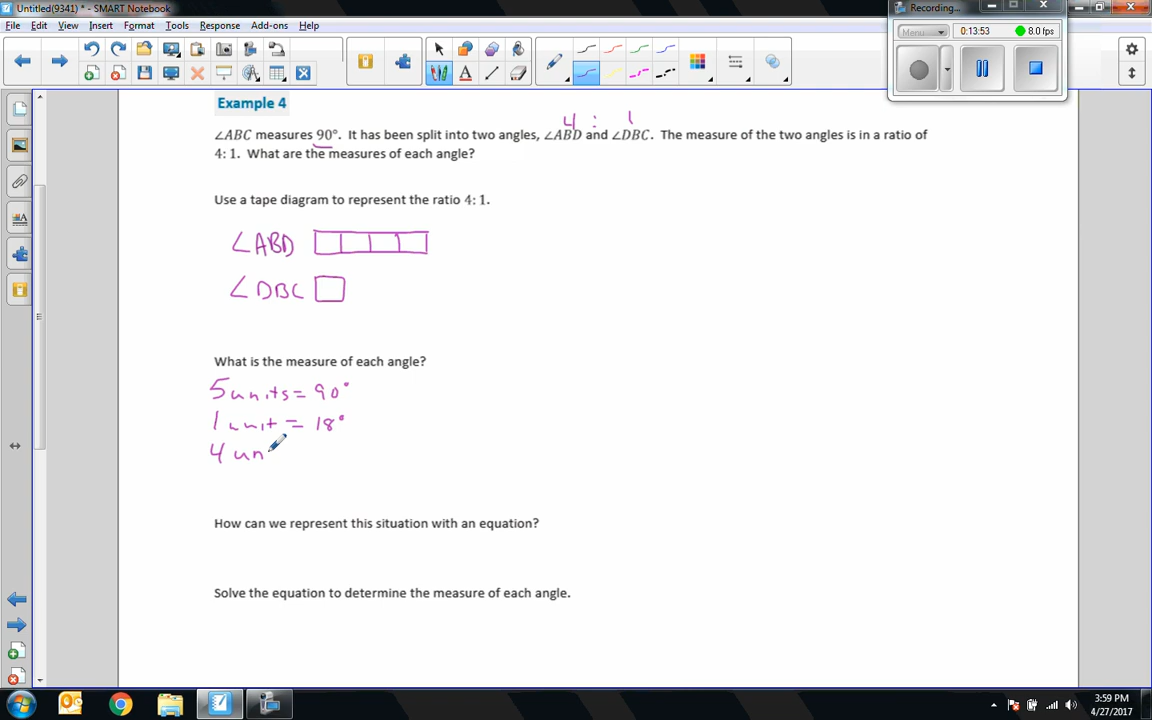 Untitled(9341) * - SMART Notebook
Recording...
File Edit View Insert Format Tools Response Add-ons Help
Menu
0:13:53
8.0 fps
Example 4
4 : 1
∠ABC measures 90°. It has been split into two angles, ∠ABD and ∠DBC. The measure of the two angles is in a ratio of
4: 1. What are the measures of each angle?
Use a tape diagram to represent the ratio 4: 1.
∠ABD
∠DBC
What is the measure of each angle?
5 units = 90°
1 unit = 18°
4 un
How can we represent this situation with an equation?
Solve the equation to determine the measure of each angle.
3:59 PM
4/27/2017